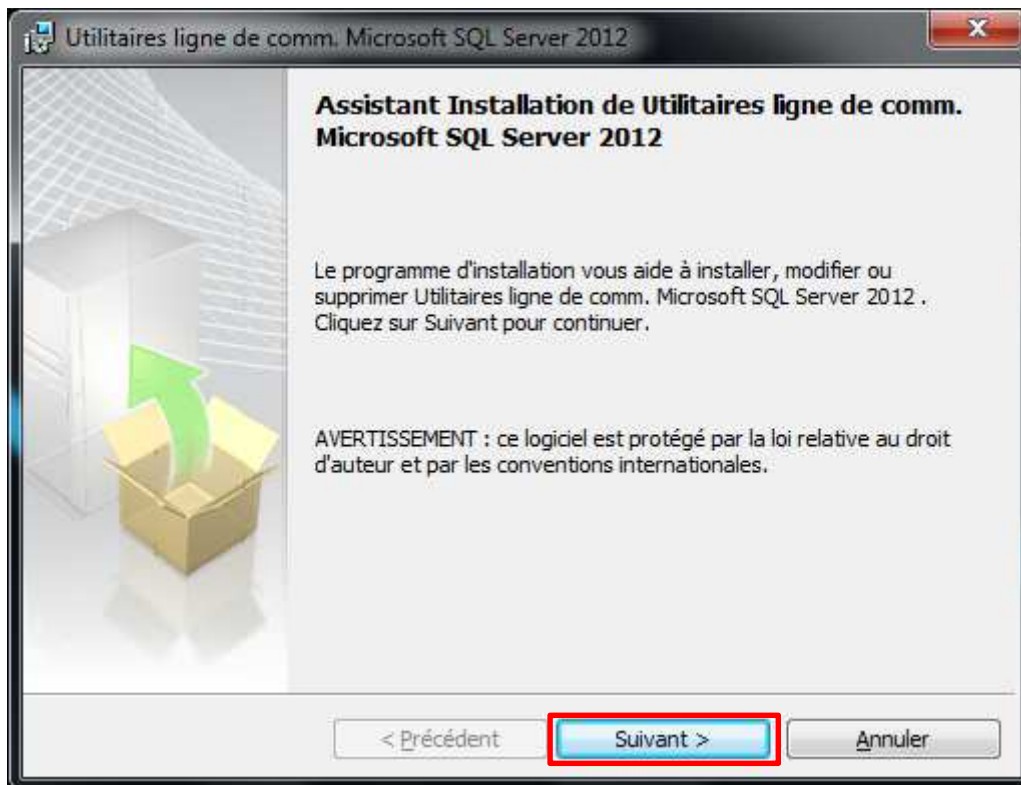 Utilitaires ligne de comm. Microsoft SQL Server 2012
Assistant Installation de Utilitaires ligne de comm.
Microsoft SQL Server 2012
Le programme d'installation vous aide à installer, modifier ou
supprimer Utilitaires ligne de comm. Microsoft SQL Server 2012 .
Cliquez sur Suivant pour continuer.
AVERTISSEMENT : ce logiciel est protégé par la loi relative au droit
d'auteur et par les conventions internationales.
< Précédent
Suivant >
Annuler